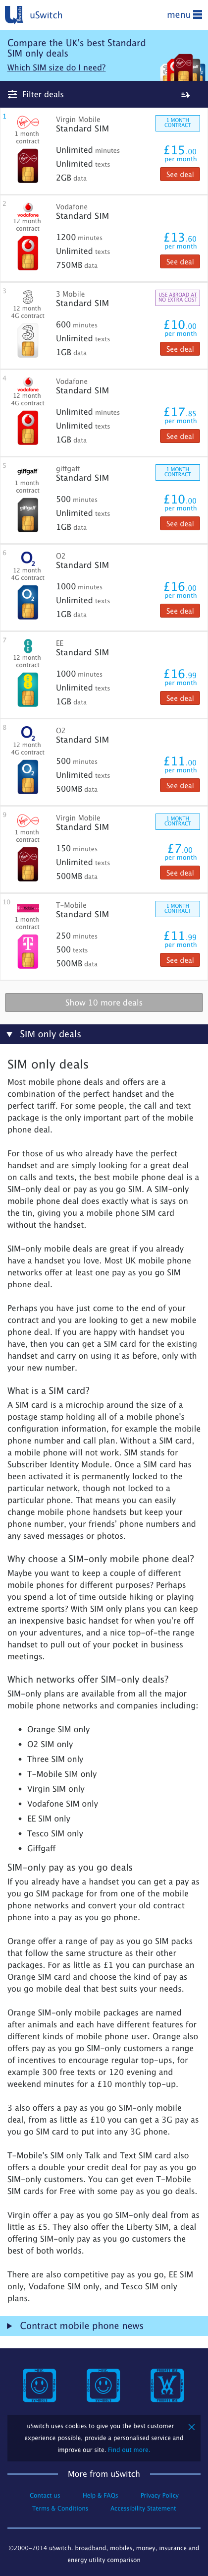 uSwitch
menu
Compare the UK's best Standard
SIM only deals
Which SIM size do I need?
Filter deals
1
Virgin Mobile
Standard SIM
1 month
contract
Unlimited minutes
Unlimited texts
2GB data
1 MONTH
CONTRACT
£15.00
per month
See deal
2
Vodafone
Standard SIM
vodafone
12 month
contract
1200 minutes
Unlimited texts
750MB data
£13.60
per month
See deal
3
3 Mobile
Standard SIM
12 month
4G contract
600 minutes
Unlimited texts
1GB data
USE ABROAD AT
NO EXTRA COST
£10.00
per month
See deal
4
Vodafone
Standard SIM
vodafone
12 month
4G contract
Unlimited minutes
Unlimited texts
1GB data
£17.85
per month
See deal
5
giffgaff
Standard SIM
giffgaff
1 month
contract
500 minutes
Unlimited texts
1GB data
1 MONTH
CONTRACT
£10.00
per month
See deal
6
O2
Standard SIM
O2
12 month
4G contract
1000 minutes
Unlimited texts
1GB data
£16.00
per month
See deal
7
EE
Standard SIM
12 month
contract
1000 minutes
Unlimited texts
1GB data
£16.99
per month
See deal
8
O2
Standard SIM
O2
12 month
4G contract
500 minutes
Unlimited texts
500MB data
£11.00
per month
See deal
9
Virgin Mobile
Standard SIM
1 month
contract
150 minutes
Unlimited texts
500MB data
1 MONTH
CONTRACT
£7.00
per month
See deal
10
T-Mobile
Standard SIM
1 month
contract
250 minutes
500 texts
500MB data
1 MONTH
CONTRACT
£11.99
per month
See deal
Show 10 more deals
SIM only deals
SIM only deals
Most mobile phone deals and offers are a
combination of the perfect handset and the
perfect tariff. For some people, the call and text
package is the only important part of the mobile
phone deal.
For those of us who already have the perfect
handset and are simply looking for a great deal
on calls and texts, the best mobile phone deal is a
SIM-only deal or pay as you go SIM. A SIM-only
mobile phone deal does exactly what is says on
the tin, giving you a mobile phone SIM card
without the handset.
SIM-only mobile deals are great if you already
have a handset you love. Most UK mobile phone
networks offer at least one pay as you go SIM
phone deal.
Perhaps you have just come to the end of your
contract and you are looking to get a new mobile
phone deal. If you are happy with handset you
have, then you can get a SIM card for the existing
handset and carry on using it as before, only with
your new number.
What is a SIM card?
A SIM card is a microchip around the size of a
postage stamp holding all of a mobile phone's
configuration information, for example the mobile
phone number and call plan. Without a SIM card,
a mobile phone will not work. SIM stands for
Subscriber Identity Module. Once a SIM card has
been activated it is permanently locked to the
particular network, though not locked to a
particular phone. That means you can easily
change mobile phone handsets but keep your
phone number, your friends' phone numbers and
any saved messages or photos.
Why choose a SIM-only mobile phone deal?
Maybe you want to keep a couple of different
mobile phones for different purposes? Perhaps
you spend a lot of time outside hiking or playing
extreme sports? With SIM only plans you can keep
an inexpensive basic handset for when you're off
on your adventures, and a nice top-of-the range
handset to pull out of your pocket in business
meetings.
Which networks offer SIM-only deals?
SIM-only plans are available from all the major
mobile phone networks and companies including:
• Orange SIM only
• O2 SIM only
• Three SIM only
• T-Mobile SIM only
• Virgin SIM only
• Vodafone SIM only
• EE SIM only
• Tesco SIM only
• Giffgaff
SIM-only pay as you go deals
If you already have a handset you can get a pay as
you go SIM package for from one of the mobile
phone networks and convert your old contract
phone into a pay as you go phone.
Orange offer a range of pay as you go SIM packs
that follow the same structure as their other
packages. For as little as £1 you can purchase an
Orange SIM card and choose the kind of pay as
you go mobile deal that best suits your needs.
Orange SIM-only mobile packages are named
after animals and each have different features for
different kinds of mobile phone user. Orange also
offers pay as you go SIM-only customers a range
of incentives to encourage regular top-ups, for
example 300 free texts or 120 evening and
weekend minutes for a £10 monthly top-up.
3 also offers a pay as you go SIM-only mobile
deal, from as little as £10 you can get a 3G pay as
you go SIM card to put into any 3G phone.
T-Mobile's SIM only Talk and Text SIM card also
offers a double your credit deal for pay as you go
SIM-only customers. You can get even T-Mobile
SIM cards for Free with some pay as you go deals.
Virgin offer a pay as you go SIM-only deal from as
little as £5. They also offer the Liberty SIM, a deal
offering SIM-only pay as you go customers the
best of both worlds.
There are also competitive pay as you go, EE SIM
only, Vodafone SIM only, and Tesco SIM only
plans.
Contract mobile phone news
uSwitch uses cookies to give you the best customer
experience possible, provide a personalised service and
improve our site. Find out more.
More from uSwitch
Contact us
Help & FAQs
Privacy Policy
Terms & Conditions
Accessibility Statement
©2000-2014 uSwitch. broadband, mobiles, money, insurance and
energy utility comparison